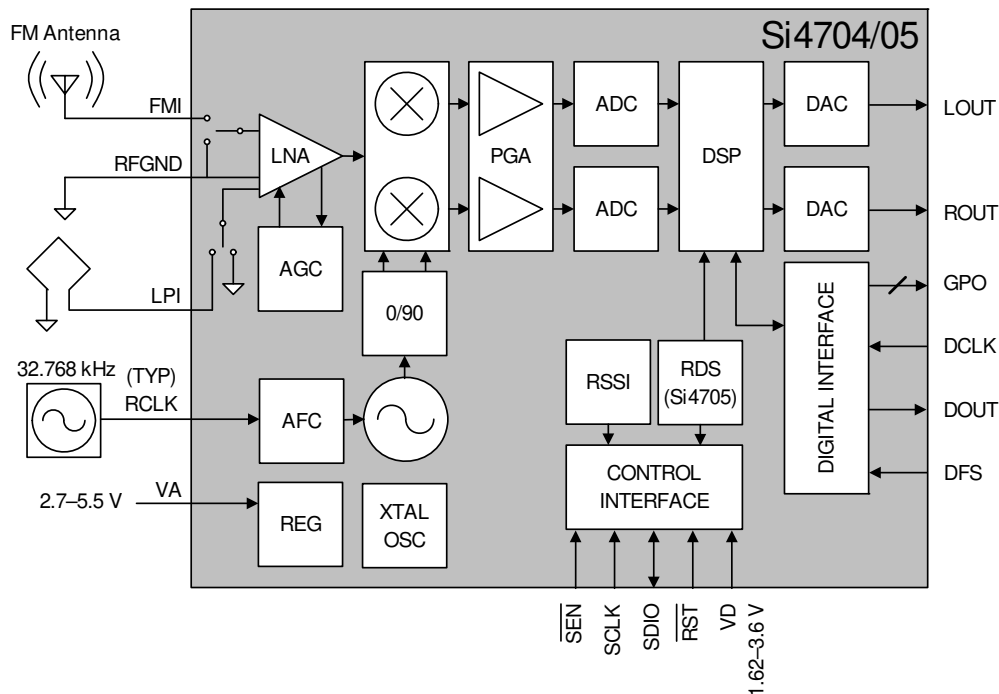 Si4704/05
FM Antenna
FMI
RFGND
LPI
32.768 kHz
(TYP)
RCLK
2.7–5.5 V
VA
LNA
AGC
0/90
AFC
REG
XTAL
OSC
PGA
ADC
ADC
DSP
DAC
DAC
RSSI
RDS
(Si4705)
CONTROL
INTERFACE
DIGITAL INTERFACE
LOUT
ROUT
GPO
DCLK
DOUT
DFS
SEN
SCLK
SDIO
RST
VD
1.62–3.6 V